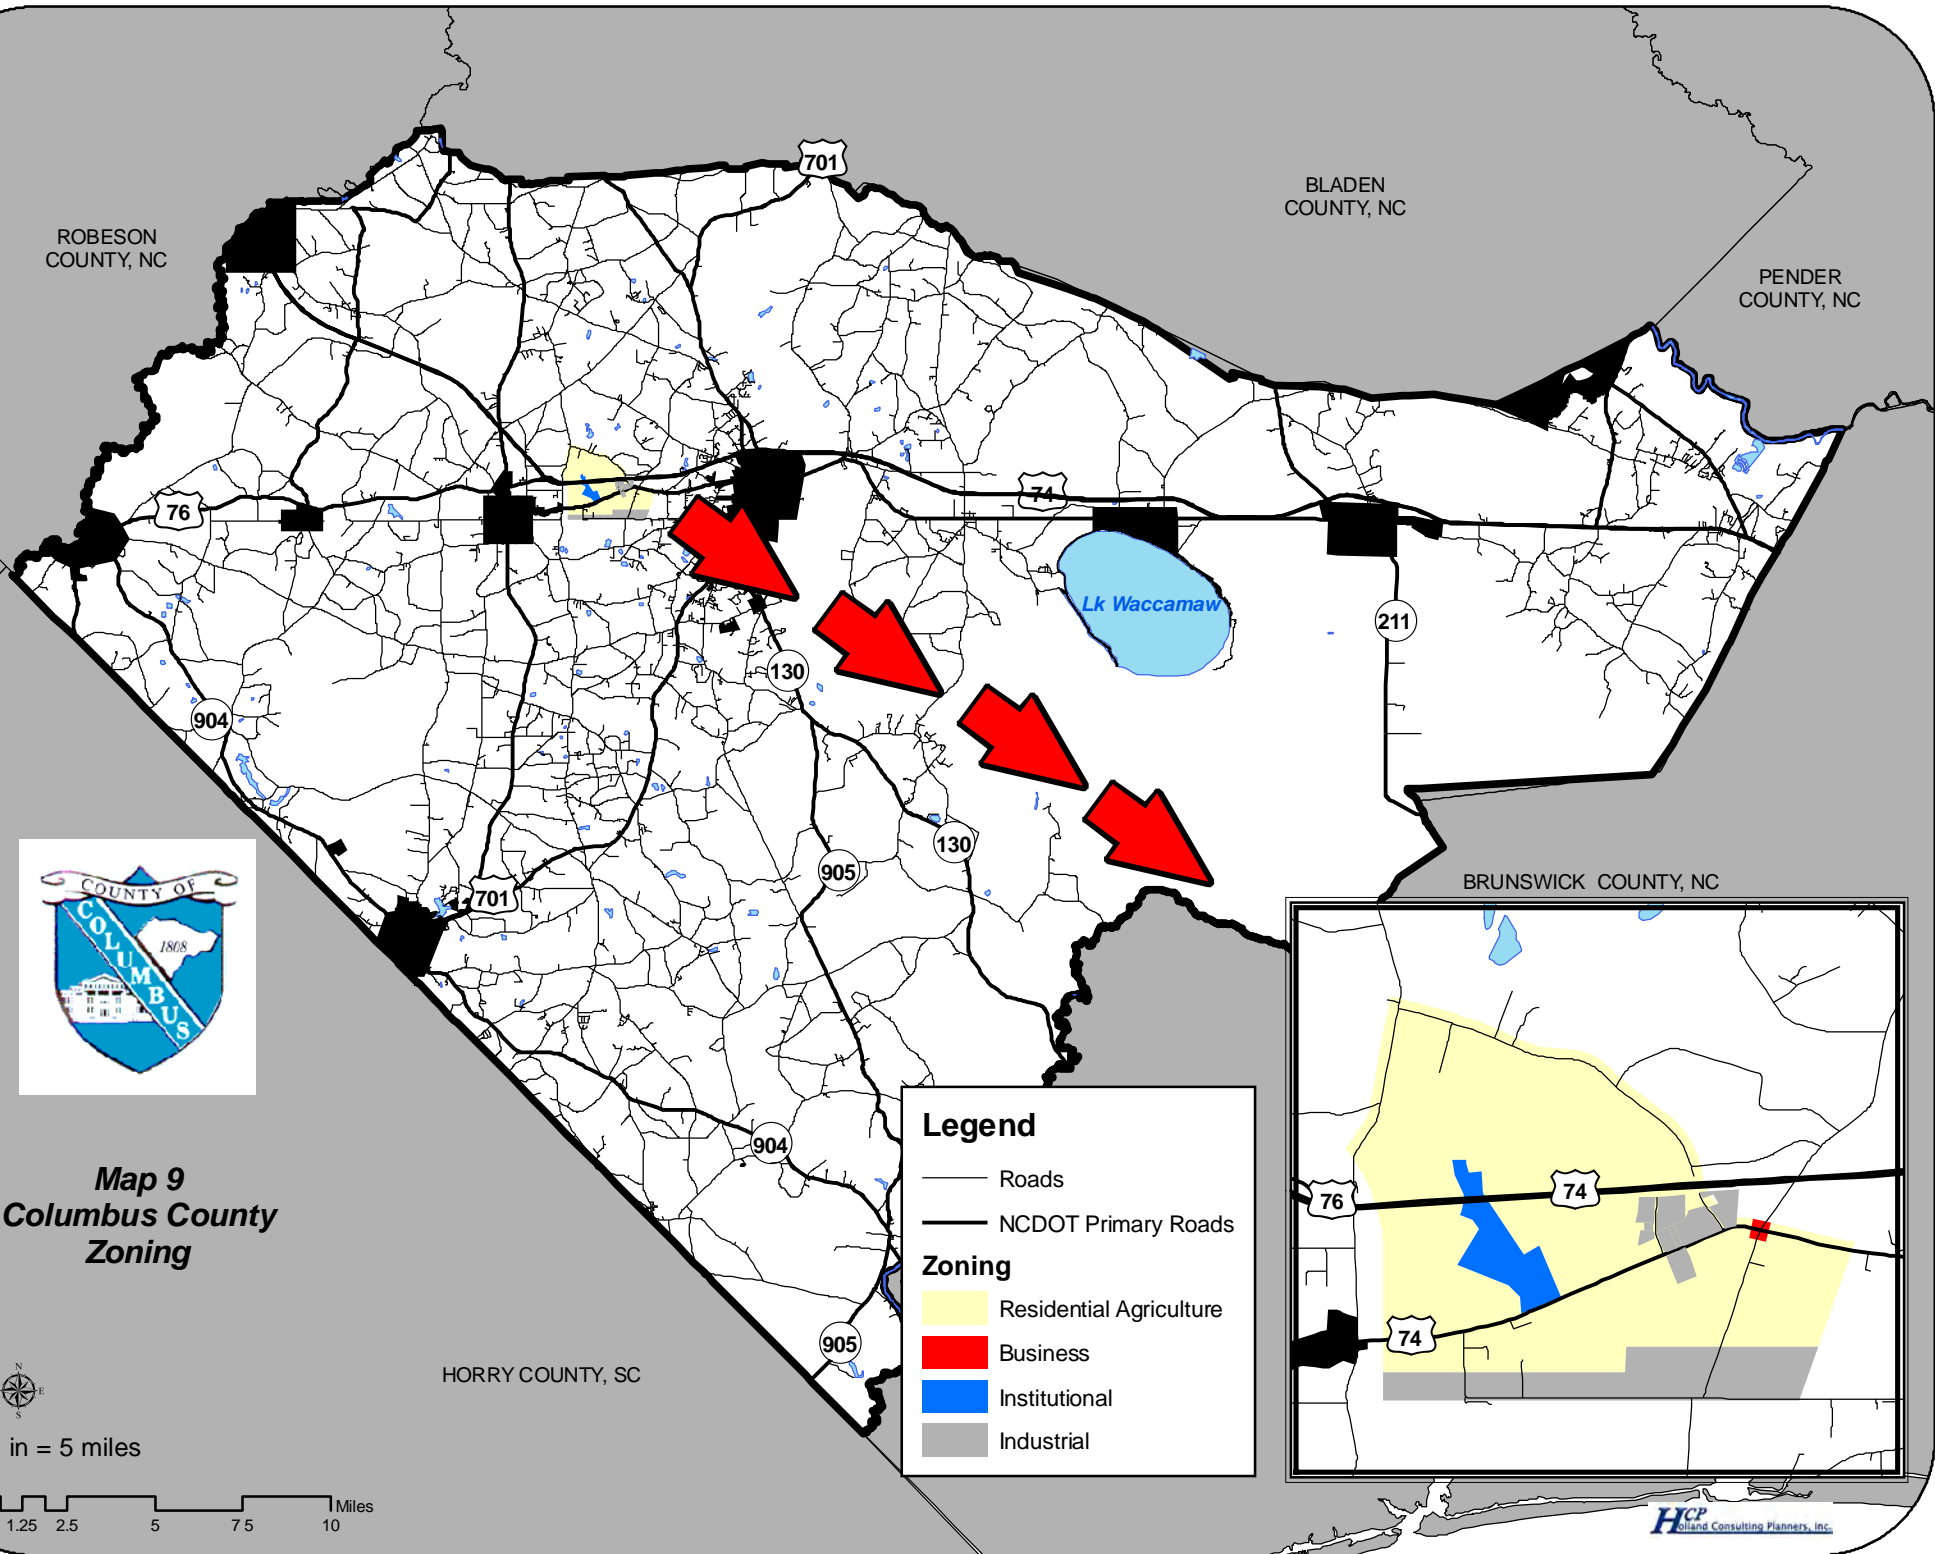 701
BLADEN
COUNTY, NC
ROBESON
COUNTY, NC
PENDER
COUNTY, NC
76
74
Lk Waccamaw
211
130
904
130
905
701
COUNTY OF
COLUMBUS
1808
BRUNSWICK COUNTY, NC
Map 9
Columbus County
Zoning
904
905
HORRY COUNTY, SC
Legend
Roads
NCDOT Primary Roads
Zoning
Residential Agriculture
Business
Institutional
Industrial
76
74
74
N
E
S
in = 5 miles
Miles
1.25 2.5 5 7 5 10
HCP
Holland Consulting Planners, Inc.